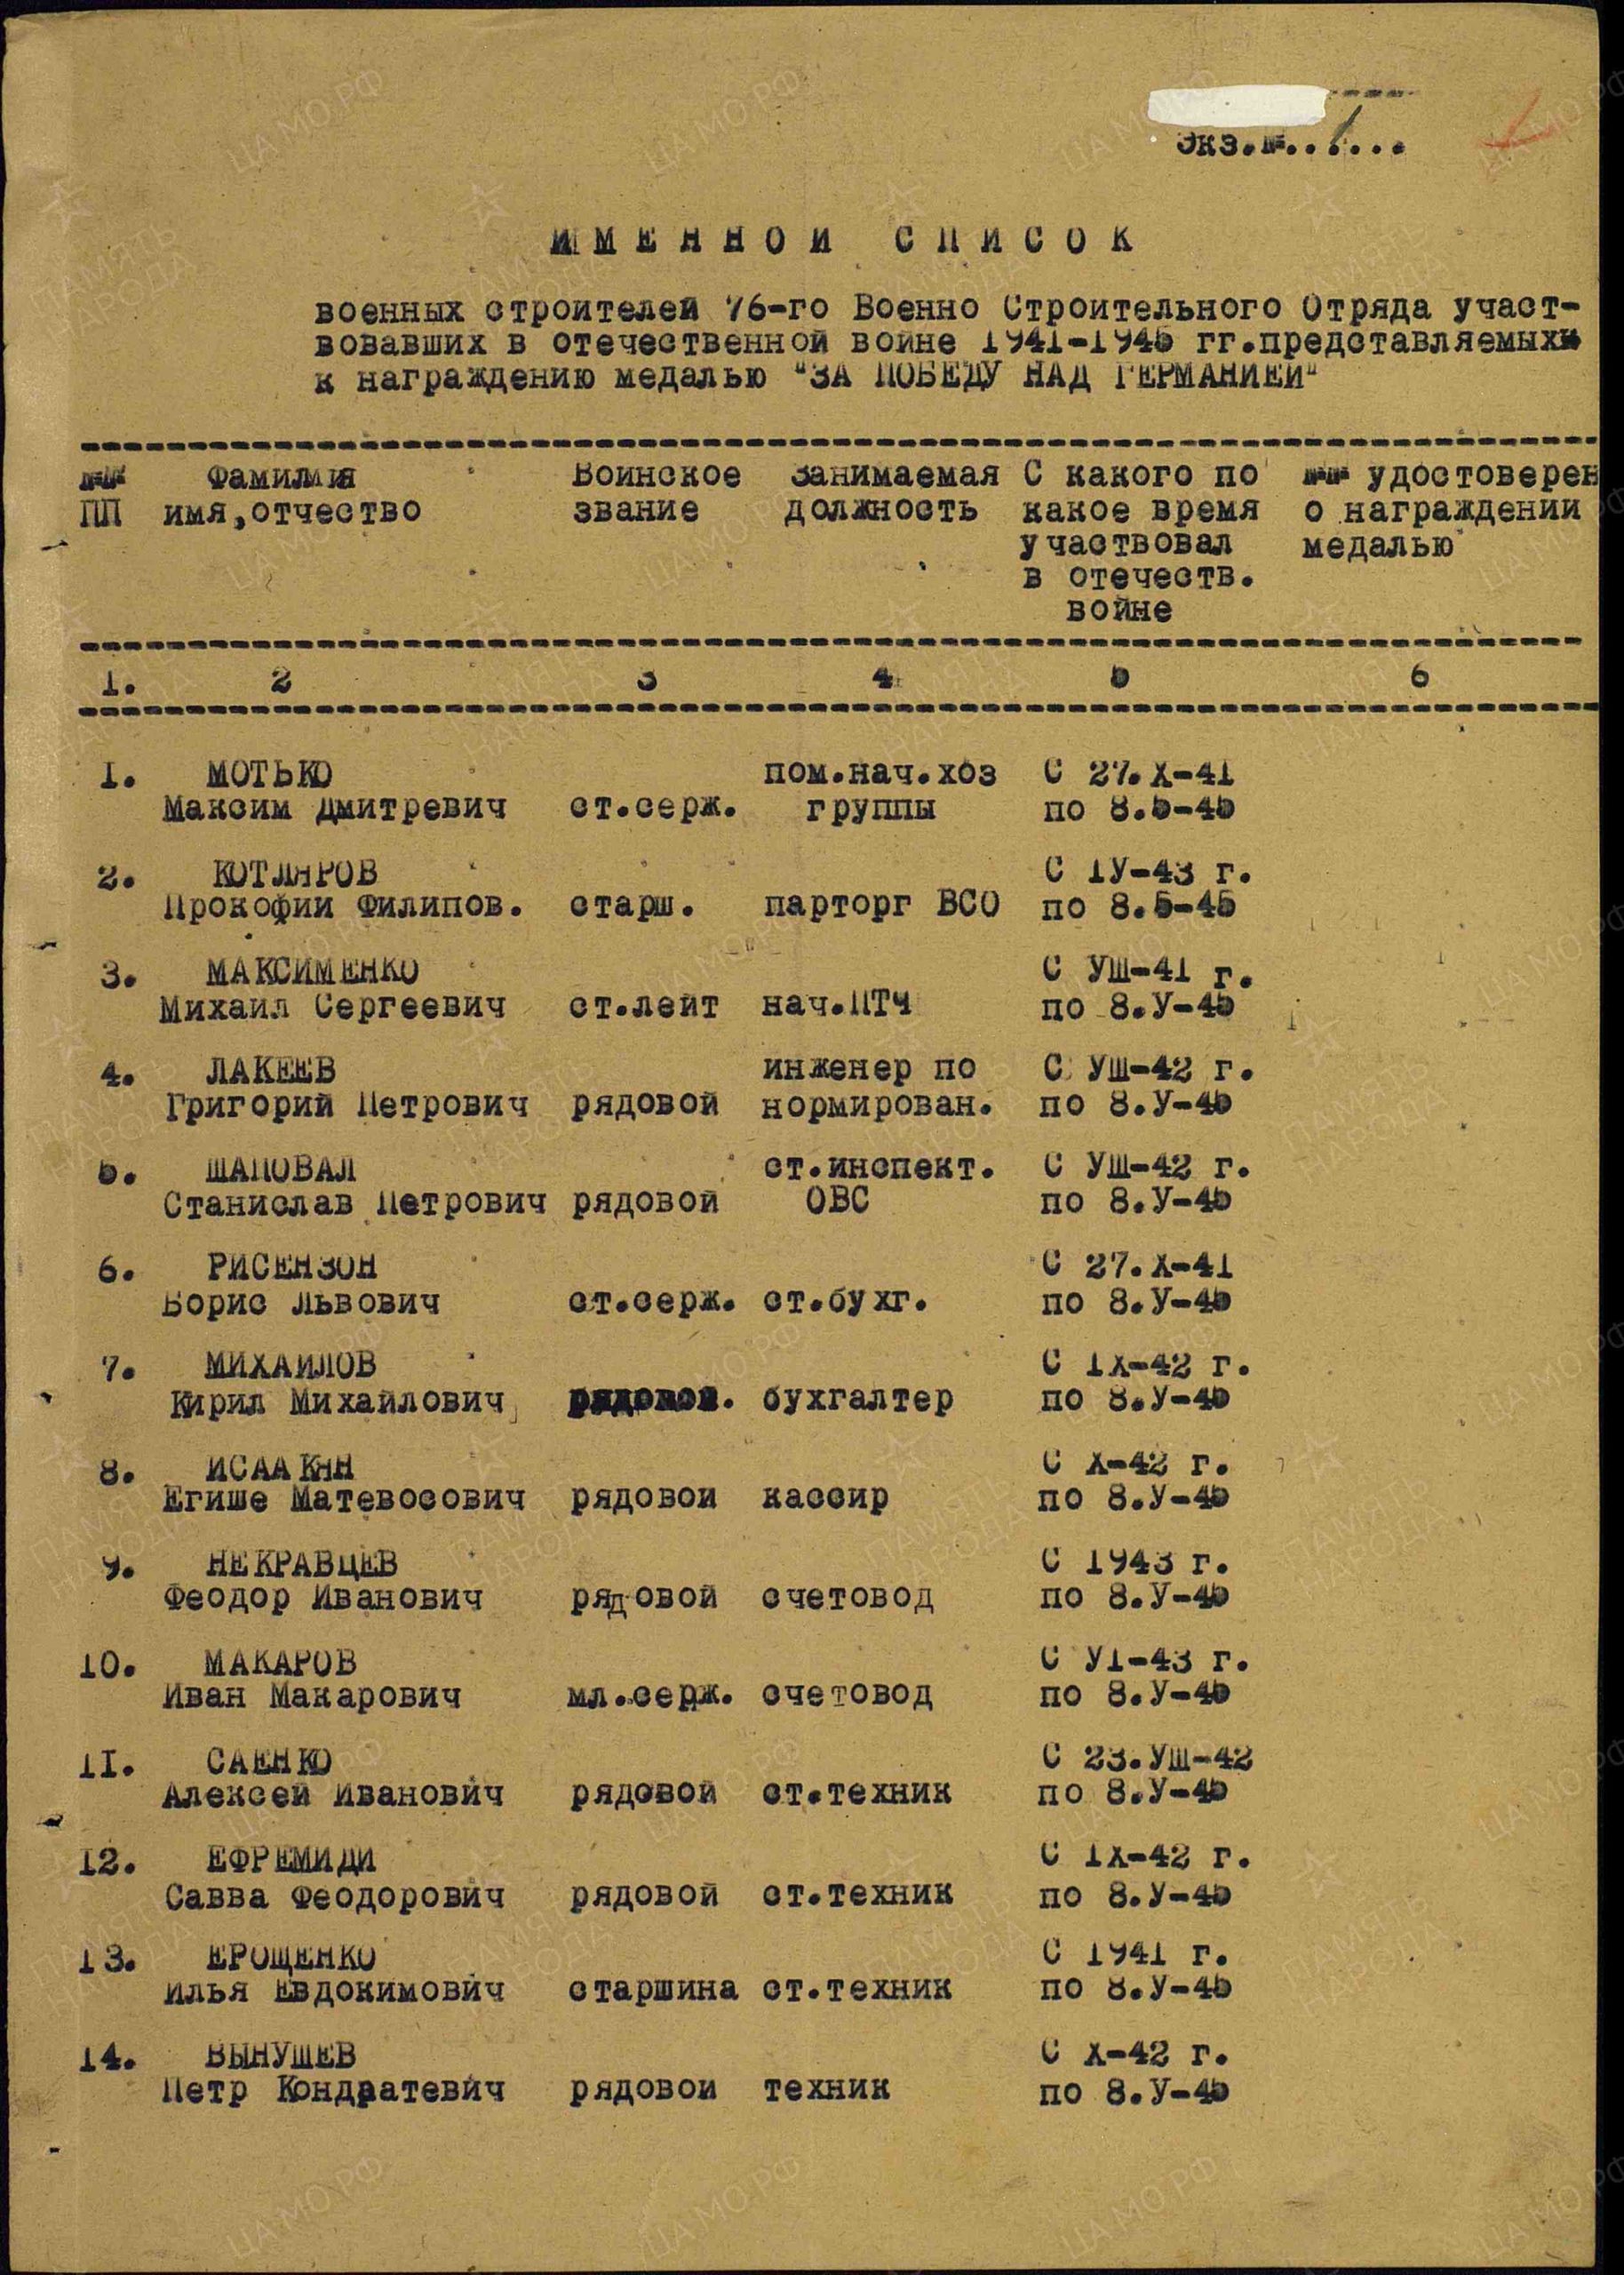 Экз.№..1...
ИМЕННОЙ СПИСОК
военных строителей 76-го Военно Строительного Отряда участ-
вовавших в отечественной войне 1941-1945 гг.представляемых
к награждению медалью "ЗА ПОБЕДУ НАД ГЕРМАНИЕЙ"
№№ Фамилия Воинское Занимаемая С какого по №№ удостоверен
ПП имя,отчество звание должность какое время о награждении
участвовал медалью
в отечеств.
войне
1. 2 3 4 5 6
1. МОТЬКО пом.нач.хоз С 27.Х-41
Максим Дмитревич ст.серж. группы по 8.5-45
2. КОТЛЯРОВ С 1У-43 г.
Прокофий Филипов. старш. парторг ВСО по 8.5-45
3. МАКСИМЕНКО С УШ-41 г.
Михаил Сергеевич ст.лейт нач.ПТЧ по 8.У-45
4. ЛАКЕЕВ инженер по С УШ-42 г.
Григорий Петрович рядовой нормирован. по 8.У-45
5. ШАПОВАЛ ст.инспект. С УШ-42 г.
Станислав Петрович рядовой ОВС по 8.У-45
6. РИСЕНЗОН С 27.Х-41
Борис Львович ст.серж. ст.бухг. по 8.У-45
7. МИХАЙЛОВ С 1Х-42 г.
Кирил Михайлович рядовой. бухгалтер по 8.У-45
8. ИСААКЯН С Х-42 г.
Егише Матевосович рядовой кассир по 8.У-45
9. НЕКРАВЦЕВ С 1943 г.
Феодор Иванович рядовой счетовод по 8.У-45
10. МАКАРОВ С У1-43 г.
Иван Макарович мл.серж. счетовод по 8.У-45
11. САЕНКО С 23.УШ-42
Алексей Иванович рядовой ст.техник по 8.У-45
12. ЕФРЕМИДИ С 1Х-42 г.
Савва Феодорович рядовой ст.техник по 8.У-45
13. ЕРОЩЕНКО С 1941 г.
Илья Евдокимович старшина ст.техник по 8.У-45
14. ВЫНУШЕВ С Х-42 г.
Петр Кондратевич рядовой техник по 8.У-45